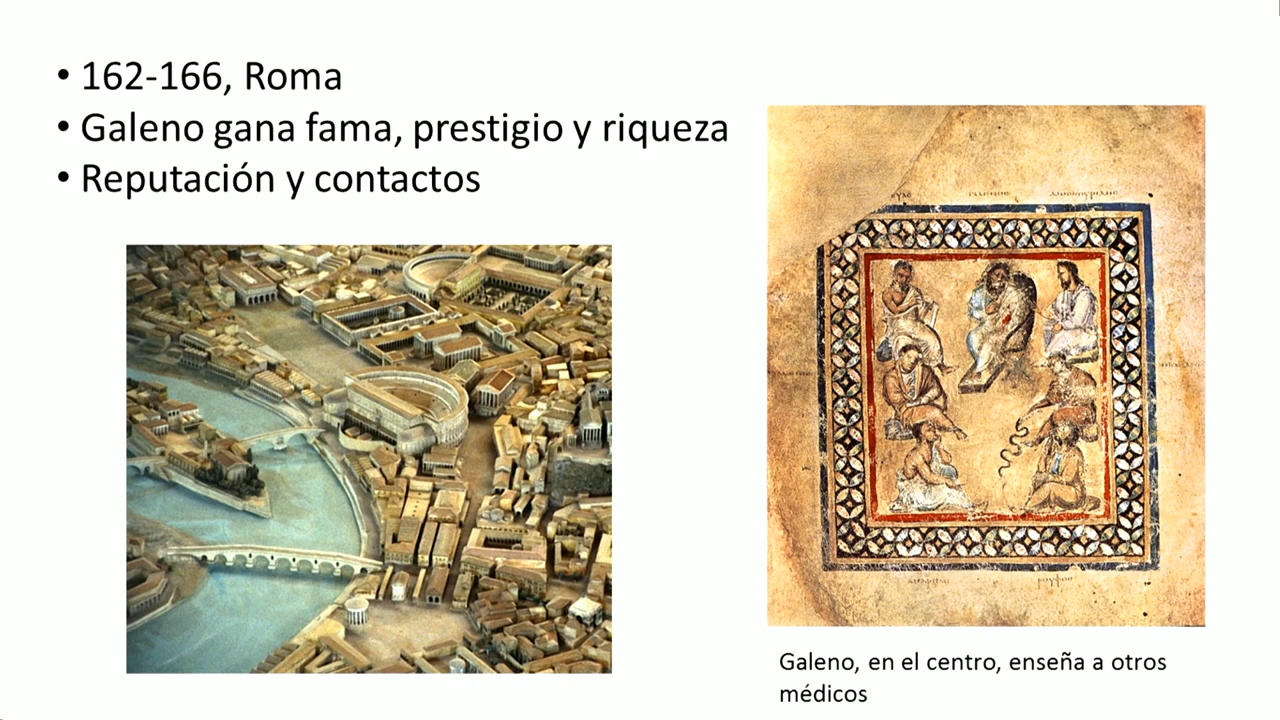 • 162-166, Roma
• Galeno gana fama, prestigio y riqueza
• Reputación y contactos
Galeno, en el centro, enseña a otros
médicos